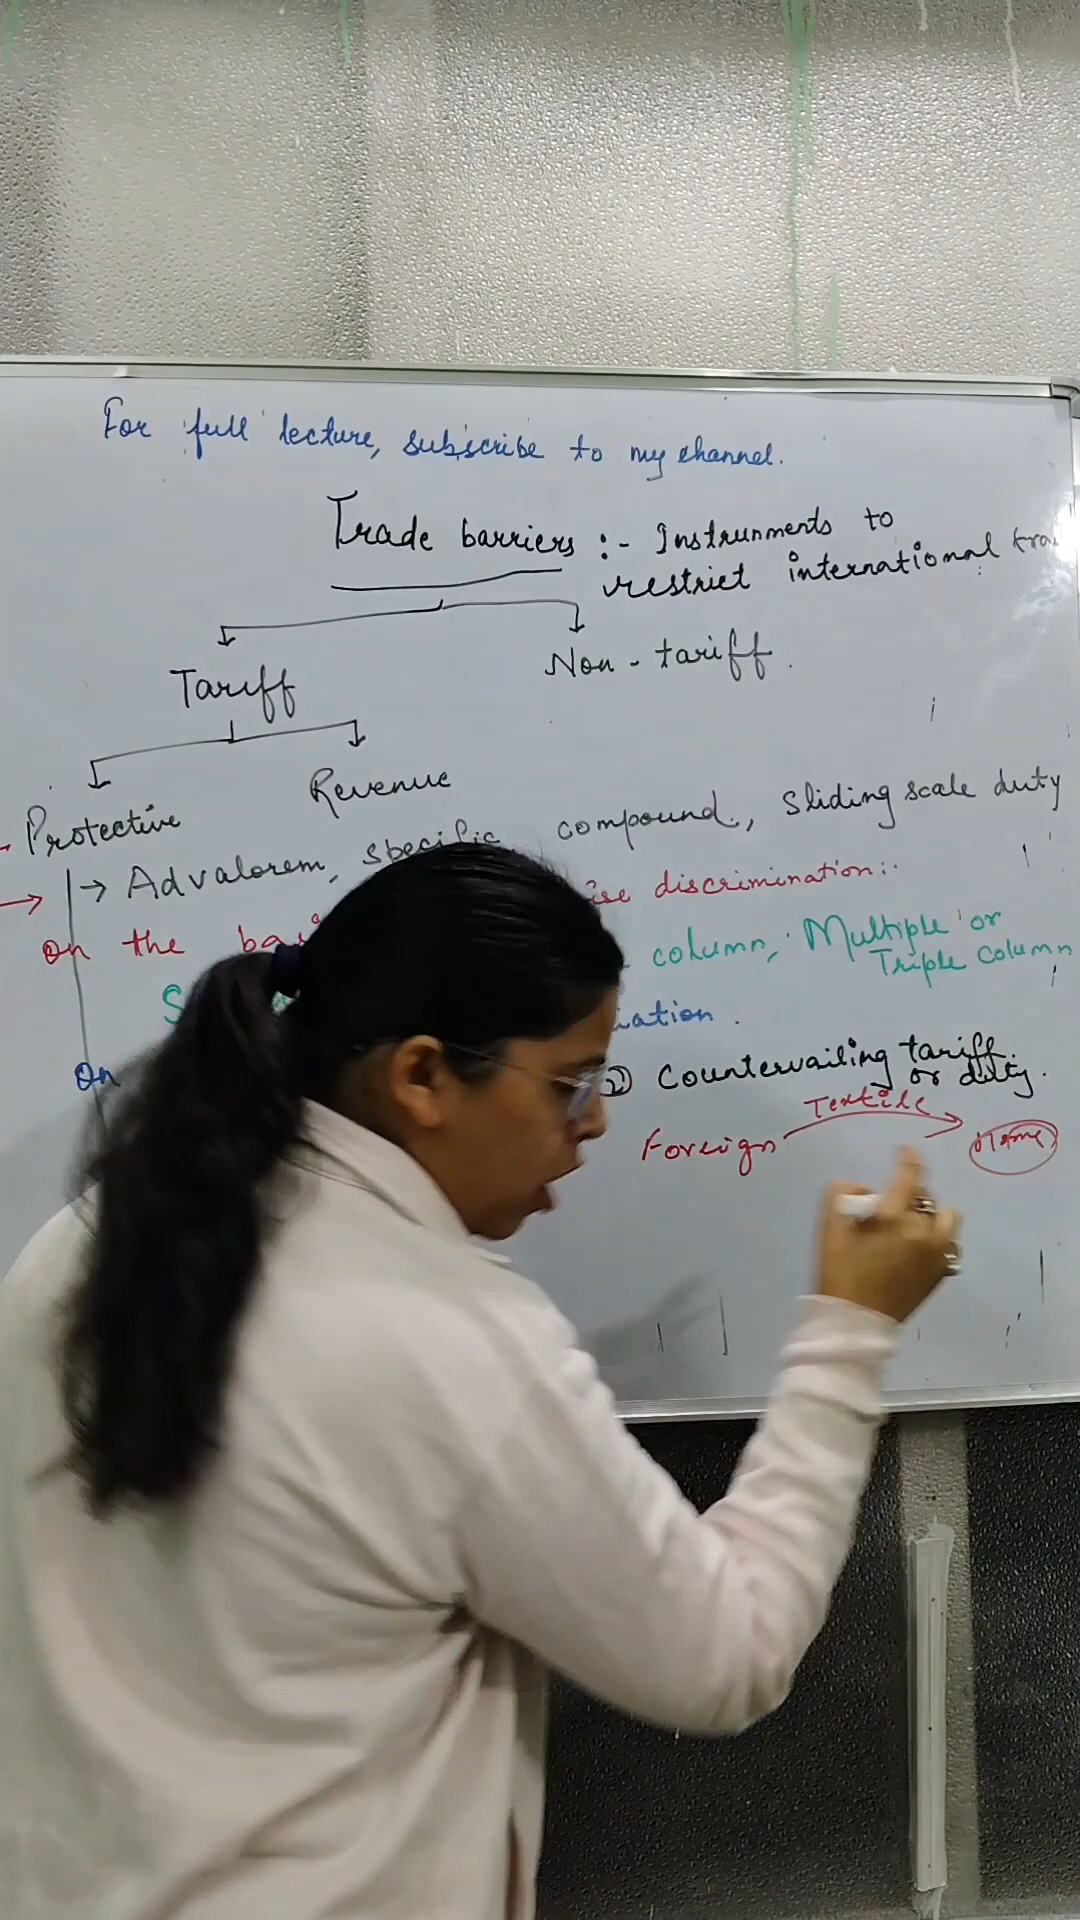 For full lecture, subscribe to my channel.
Trade barriers :- Instrunments to
restrict international tra
Tariff
Non-tariff.
Protective
Revenue
→ Advalorem, specific, compound, Sliding scale duty
on the discrimination:.
column, Multiple or
Triple Column
on
② Countervailing tariff
or duty.
Textile
Foreign
Home